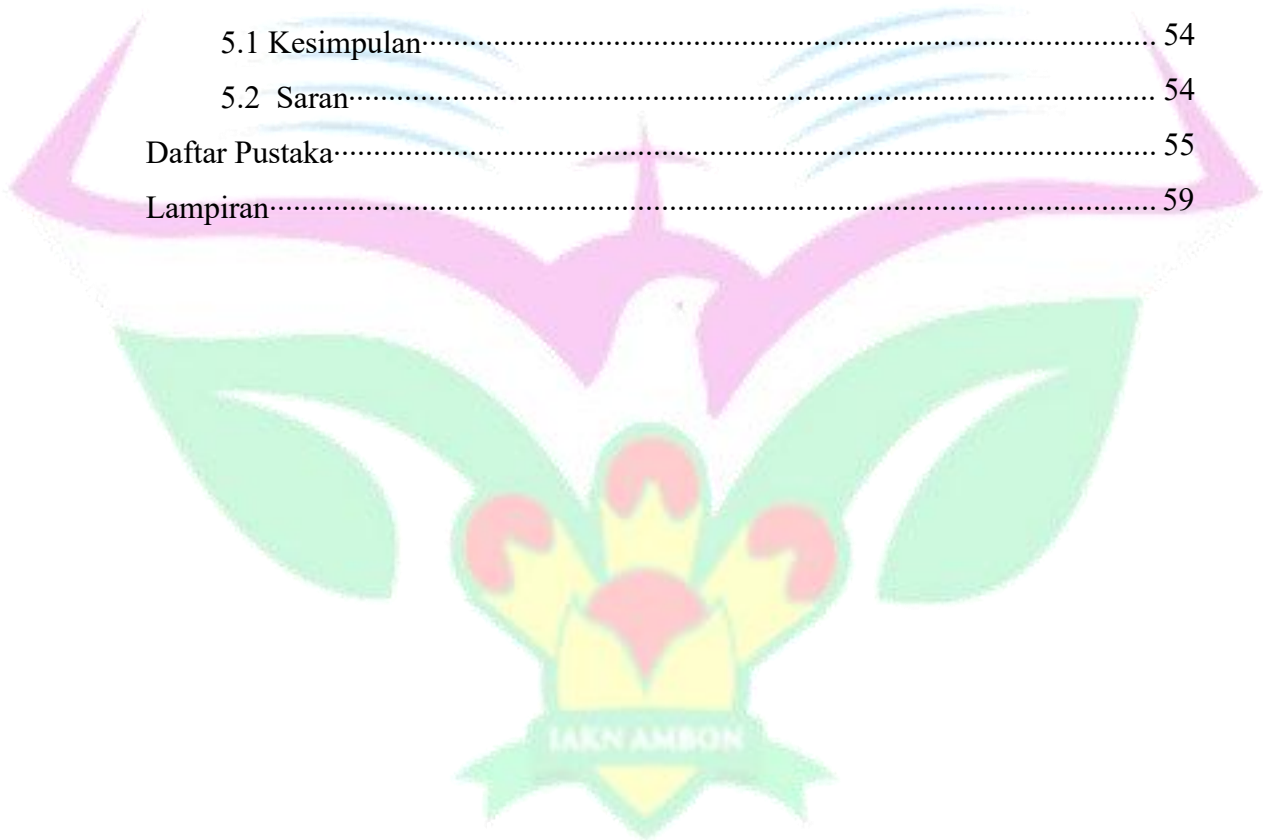 5.1 Kesimpulan........................................................................................... 54
5.2 Saran.................................................................................................... 54
Daftar Pustaka....................................................................................................... 55
Lampiran.............................................................................................................. 59
IAKN AMBON